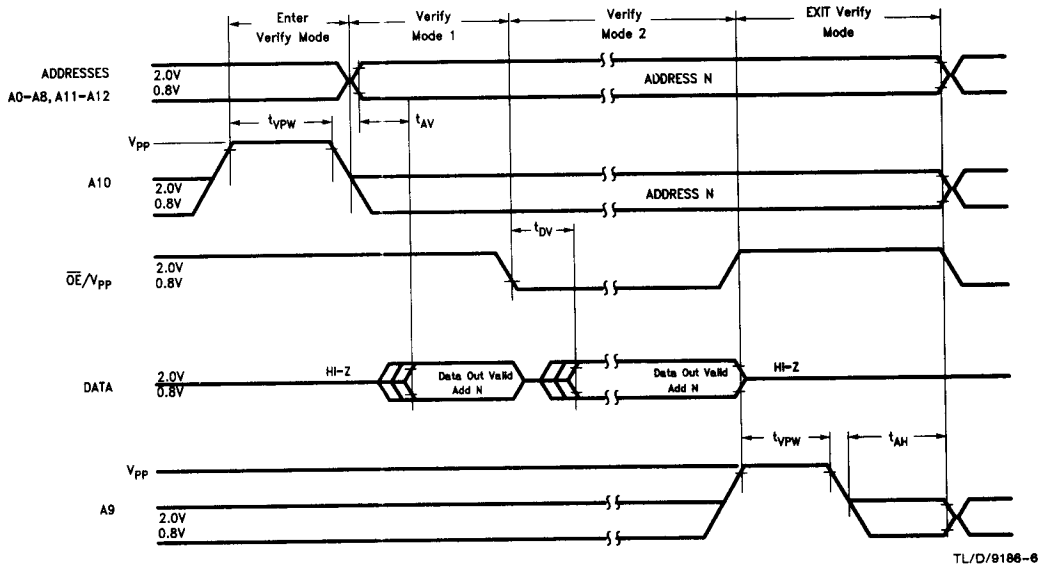 Enter
Verify Mode
Verify
Mode 1
Verify
Mode 2
EXIT Verify
Mode
ADDRESSES
A0-A8, A11-A12
2.0V
0.8V
ADDRESS N
tVPW
tAV
VPP
A10
2.0V
0.8V
ADDRESS N
tDV
O̅E̅/VPP
2.0V
0.8V
DATA
2.0V
0.8V
HI-Z
Data Out Valid
Add N
Data Out Valid
Add N
HI-Z
tVPW
tAH
VPP
A9
2.0V
0.8V
TL/D/9186-6